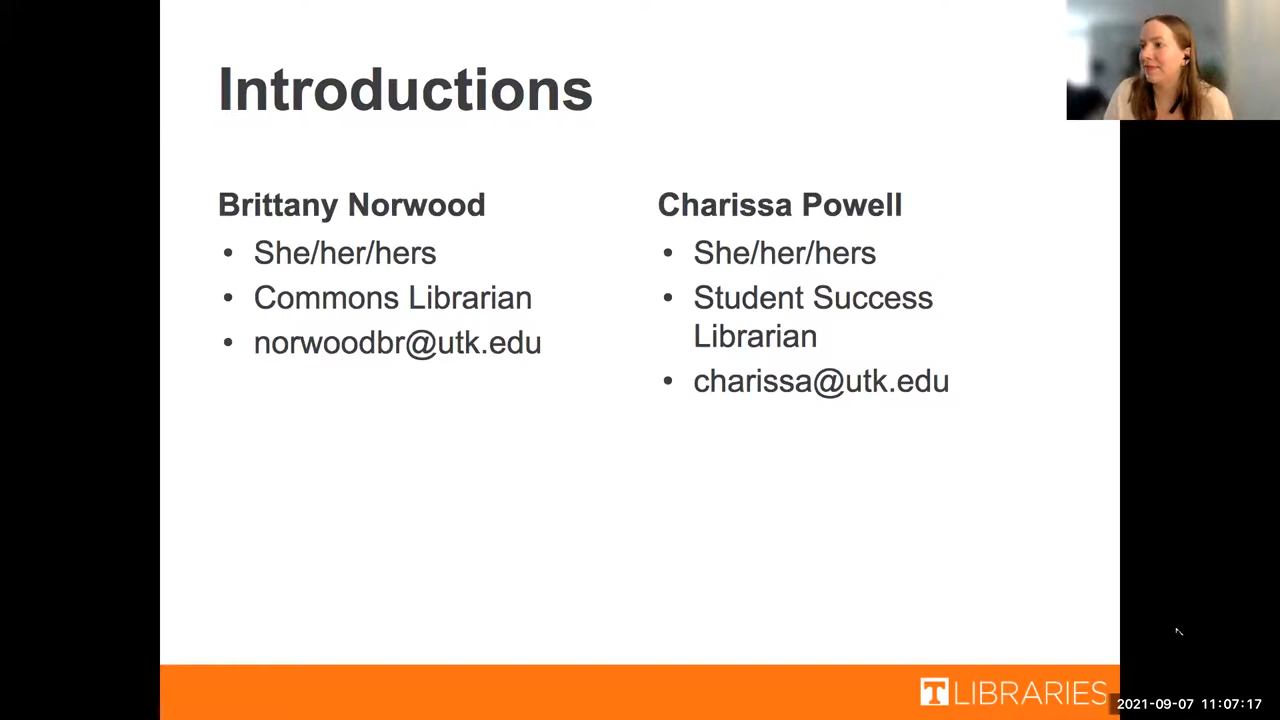 Introductions
Brittany Norwood
• She/her/hers
• Commons Librarian
• norwoodbr@utk.edu
Charissa Powell
• She/her/hers
• Student Success
Librarian
• charissa@utk.edu
T LIBRARIES
2021-09-07 11:07:17